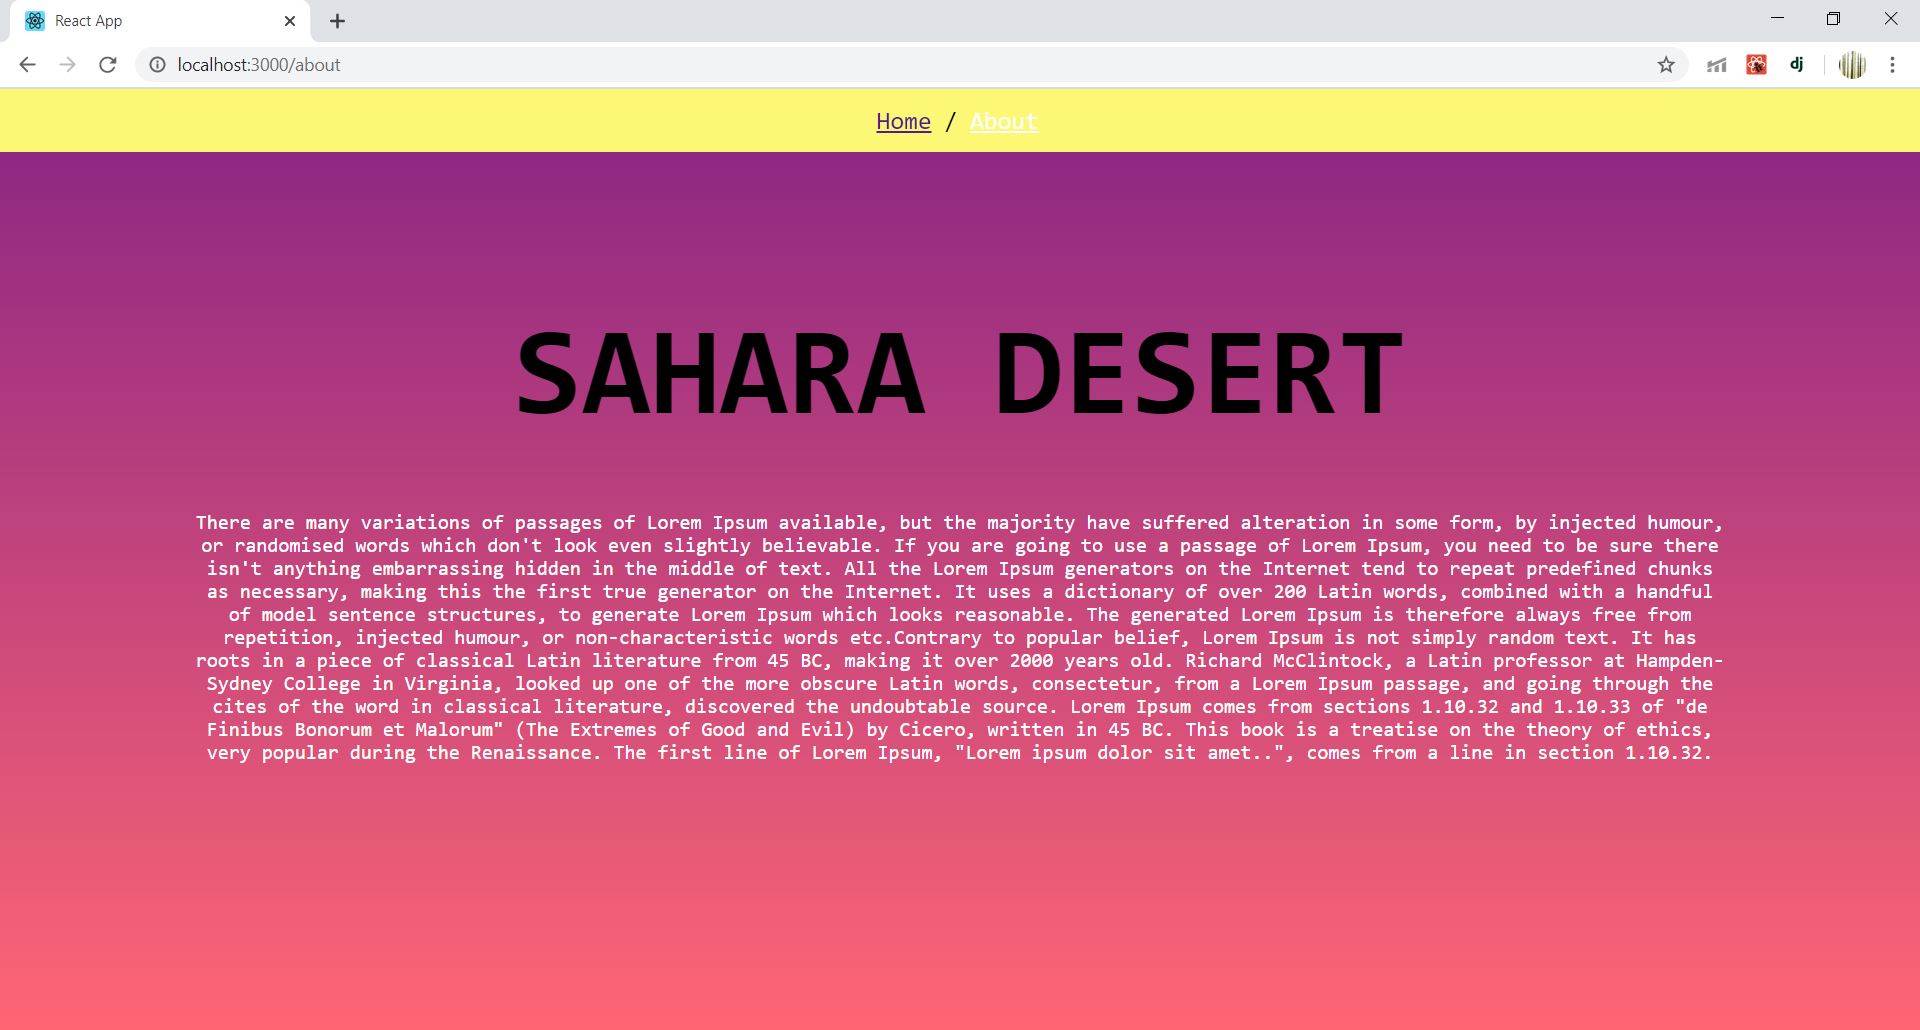 React App
localhost:3000/about
dj
Home / About
SAHARA DESERT
There are many variations of passages of Lorem Ipsum available, but the majority have suffered alteration in some form, by injected humour,
or randomised words which don't look even slightly believable. If you are going to use a passage of Lorem Ipsum, you need to be sure there
isn't anything embarrassing hidden in the middle of text. All the Lorem Ipsum generators on the Internet tend to repeat predefined chunks
as necessary, making this the first true generator on the Internet. It uses a dictionary of over 200 Latin words, combined with a handful
of model sentence structures, to generate Lorem Ipsum which looks reasonable. The generated Lorem Ipsum is therefore always free from
repetition, injected humour, or non-characteristic words etc.Contrary to popular belief, Lorem Ipsum is not simply random text. It has
roots in a piece of classical Latin literature from 45 BC, making it over 2000 years old. Richard McClintock, a Latin professor at Hampden-
Sydney College in Virginia, looked up one of the more obscure Latin words, consectetur, from a Lorem Ipsum passage, and going through the
cites of the word in classical literature, discovered the undoubtable source. Lorem Ipsum comes from sections 1.10.32 and 1.10.33 of "de
Finibus Bonorum et Malorum" (The Extremes of Good and Evil) by Cicero, written in 45 BC. This book is a treatise on the theory of ethics,
very popular during the Renaissance. The first line of Lorem Ipsum, "Lorem ipsum dolor sit amet..", comes from a line in section 1.10.32.